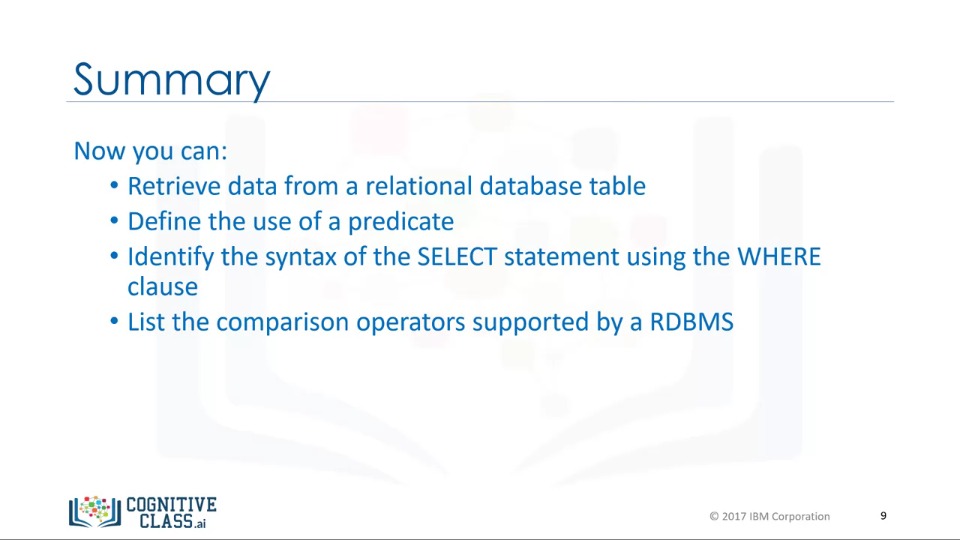 Summary
Now you can:
• Retrieve data from a relational database table
• Define the use of a predicate
• Identify the syntax of the SELECT statement using the WHERE
clause
• List the comparison operators supported by a RDBMS
COGNITIVE
CLASS.ai
© 2017 IBM Corporation
9